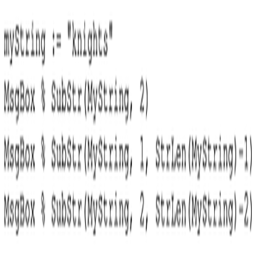 myString := "knights"
MsgBox % SubStr(MyString, 2)
MsgBox % SubStr(MyString, 1, StrLen(MyString)-1)
MsgBox % SubStr(MyString, 2, StrLen(MyString)-2)